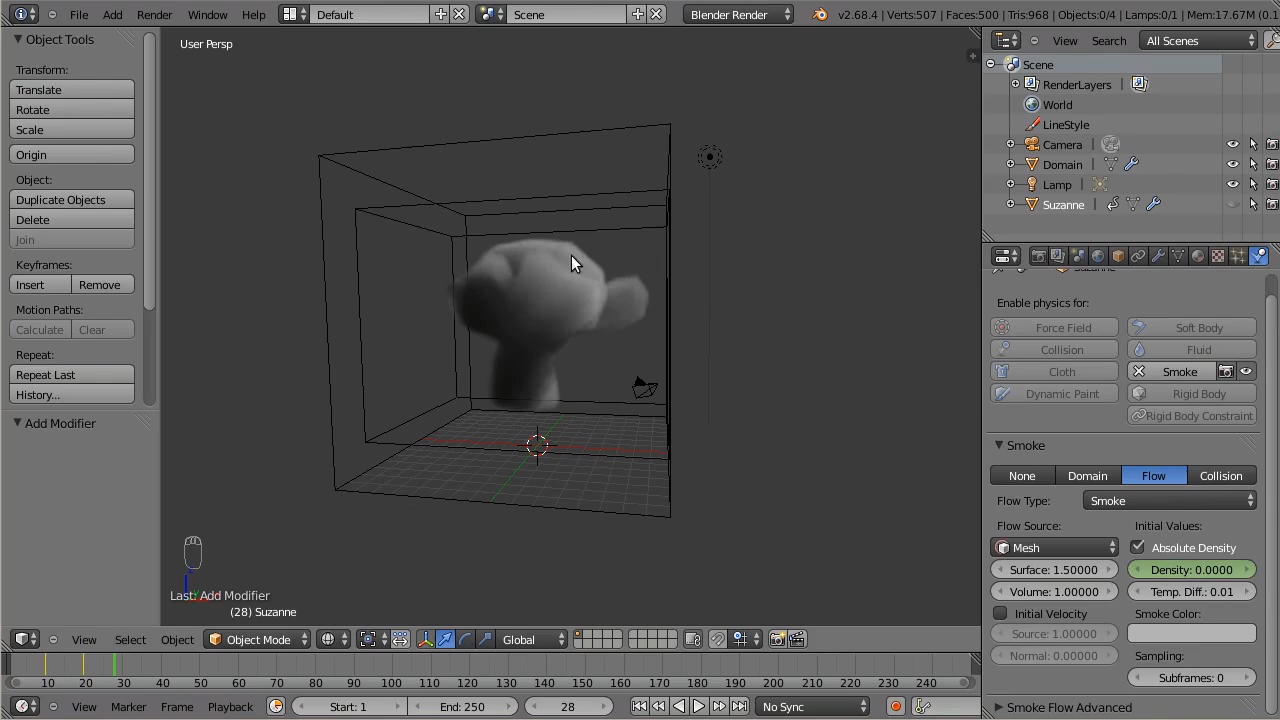 File Add Render Window Help Default Scene Blender Render v2.68.4 | Verts:507 | Faces:500 | Tris:968 | Objects:0/4 | Lamps:0/1 | Mem:17.67M (0.1
Object Tools
User Persp
View Search All Scenes
Scene
Transform:
Translate
Rotate
Scale
Origin
Object:
Duplicate Objects
Delete
Join
Keyframes:
Insert Remove
Motion Paths:
Calculate Clear
Repeat:
Repeat Last
History...
Add Modifier
Last: Add Modifier
(28) Suzanne
RenderLayers
World
LineStyle
Camera
Domain
Lamp
Suzanne
Enable physics for:
Force Field Soft Body
Collision Fluid
Cloth Smoke
Dynamic Paint Rigid Body
Rigid Body Constraint
Smoke
None Domain Flow Collision
Flow Type: Smoke
Flow Source: Initial Values:
Mesh Absolute Density
Surface: 1.50000 Density: 0.0000
Volume: 1.00000 Temp. Diff.: 0.01
Initial Velocity Smoke Color:
Source: 1.00000
Normal: 0.00000 Sampling:
Subframes: 0
Smoke Flow Advanced
View Select Object Object Mode Global
10 20 30 40 50 60 70 80 90 100 110 120 130 140 150 160 170 180 190 200 210 220 230 240
View Marker Frame Playback Start: 1 End: 250 28 No Sync